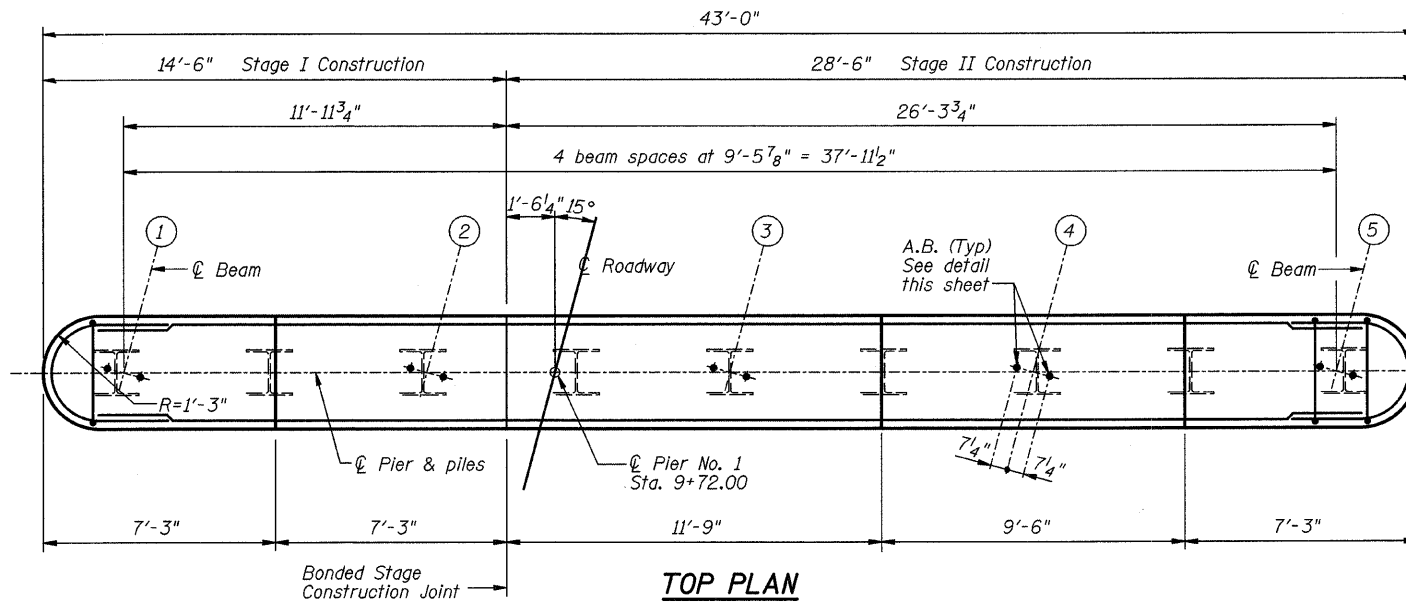 43'-0"
14'-6" Stage I Construction
28'-6" Stage II Construction
11'-11¾"
26'-3¾"
4 beam spaces at 9'-5⅞" = 37'-11½"
1'-6¼"
15°
1
2
3
4
5
℄ Beam
℄ Roadway
A.B. (Typ)
See detail
this sheet
℄ Beam
R=1'-3"
℄ Pier & piles
℄ Pier No. 1
Sta. 9+72.00
7¼"
7¼"
7'-3"
7'-3"
11'-9"
9'-6"
7'-3"
Bonded Stage
Construction Joint
TOP PLAN